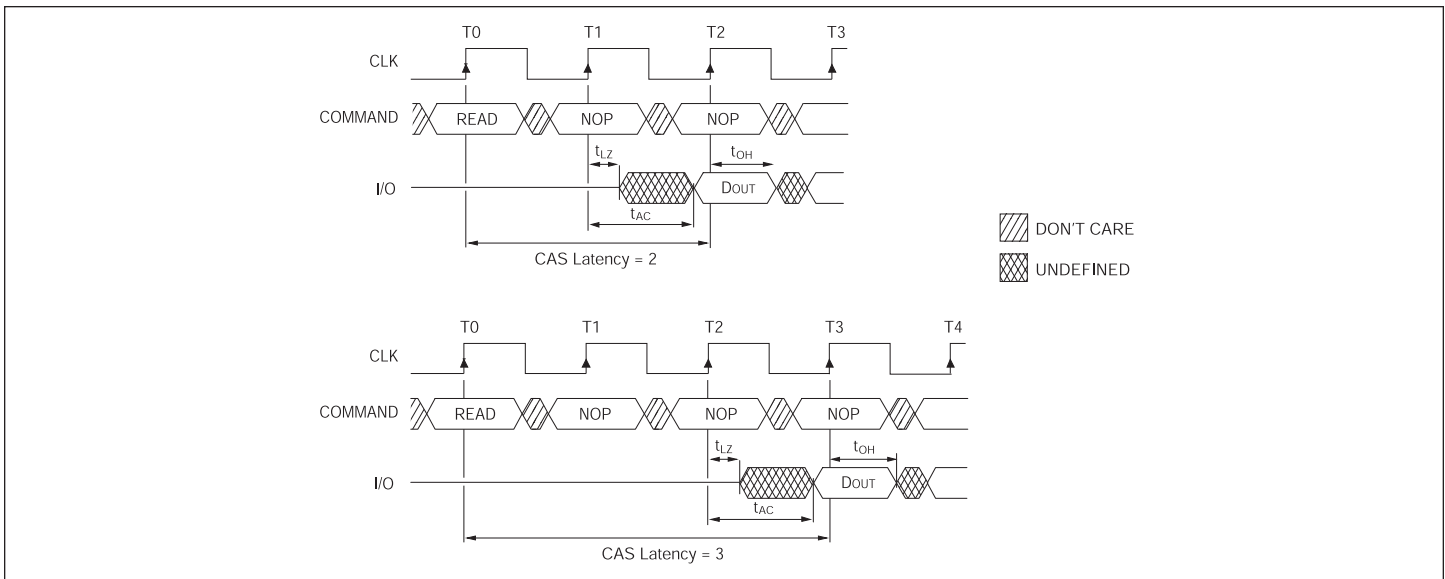 T0 T1 T2 T3
CLK
COMMAND READ NOP NOP
tLZ tOH
I/O DOUT
tAC
CAS Latency = 2
DON'T CARE
UNDEFINED
T0 T1 T2 T3 T4
CLK
COMMAND READ NOP NOP NOP
tLZ tOH
I/O DOUT
tAC
CAS Latency = 3